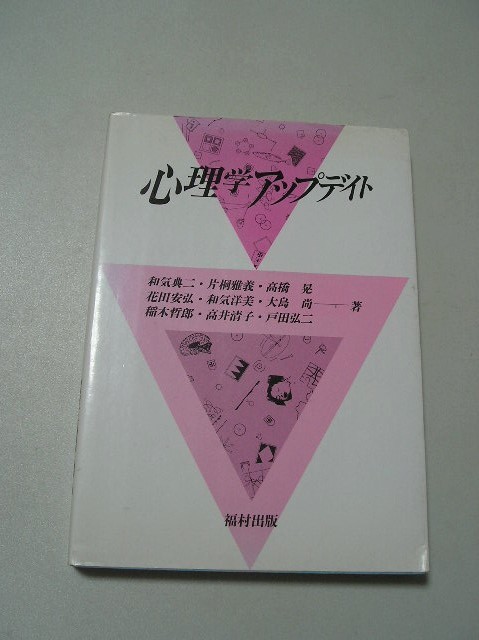 心理学アップデイト
和気典二・片桐雅義・高橋 晃
花田安弘・和気洋美・大島 尚
稲木哲郎・高井清子・戸田弘二
著
福村出版